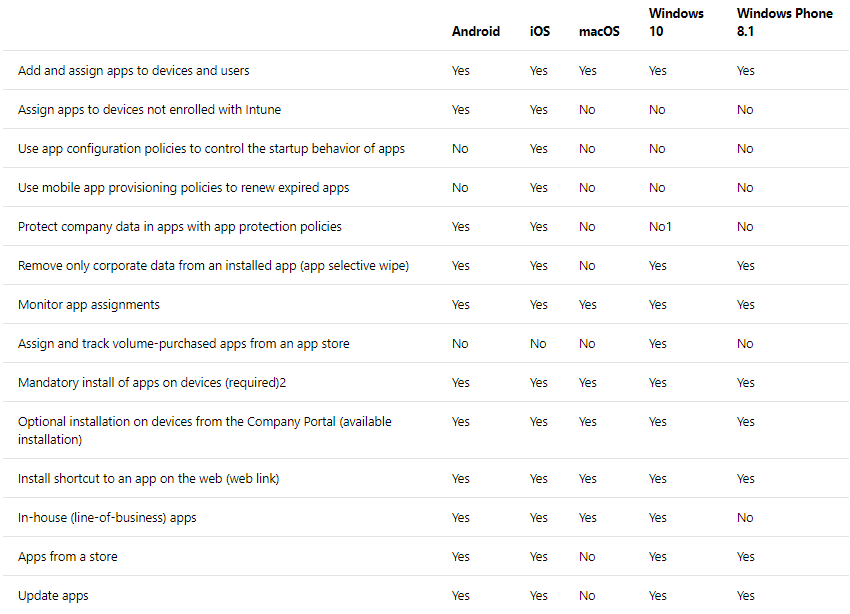 Android iOS macOS Windows 10 Windows Phone 8.1
Add and assign apps to devices and users Yes Yes Yes Yes Yes
Assign apps to devices not enrolled with Intune Yes Yes No No No
Use app configuration policies to control the startup behavior of apps No Yes No No No
Use mobile app provisioning policies to renew expired apps No Yes No No No
Protect company data in apps with app protection policies Yes Yes No No1 No
Remove only corporate data from an installed app (app selective wipe) Yes Yes No Yes Yes
Monitor app assignments Yes Yes Yes Yes Yes
Assign and track volume-purchased apps from an app store No No No Yes No
Mandatory install of apps on devices (required)2 Yes Yes Yes Yes Yes
Optional installation on devices from the Company Portal (available installation) Yes Yes Yes Yes Yes
Install shortcut to an app on the web (web link) Yes Yes Yes Yes Yes
In-house (line-of-business) apps Yes Yes Yes Yes No
Apps from a store Yes Yes No Yes Yes
Update apps Yes Yes No Yes Yes